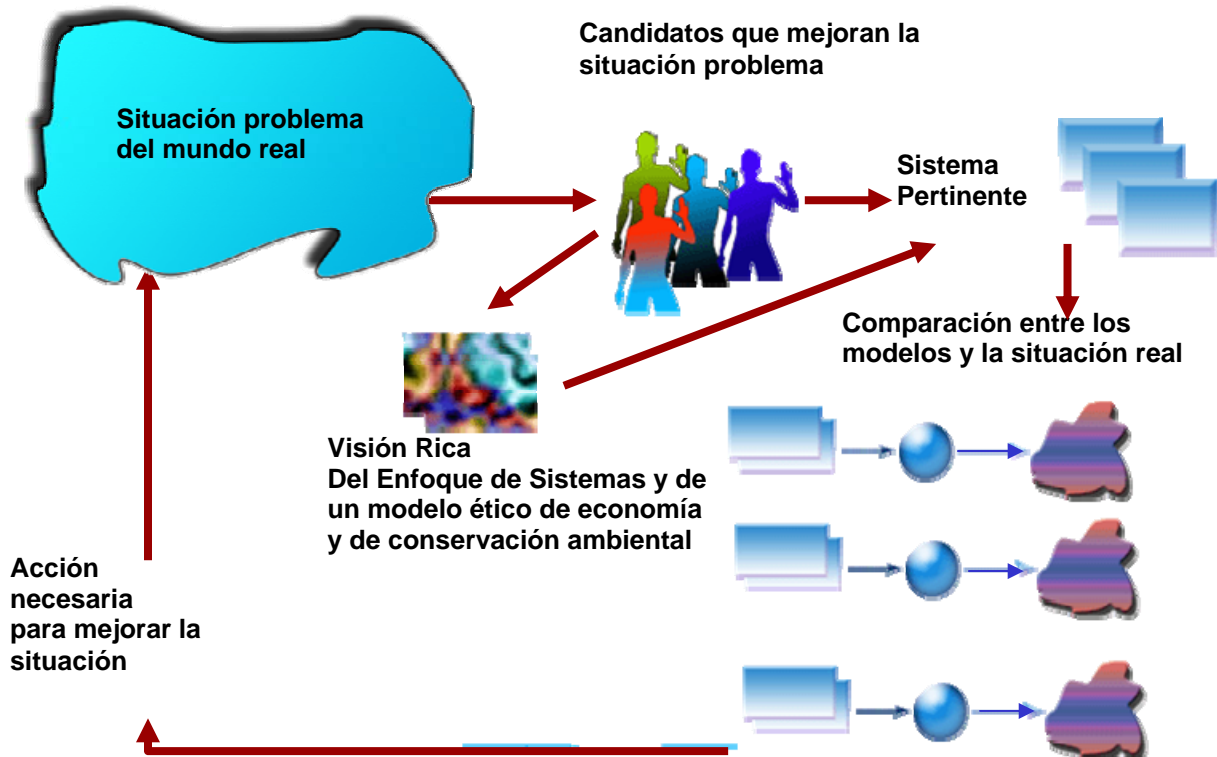 Candidatos que mejoran la
situación problema
Situación problema
del mundo real
Sistema
Pertinente
Comparación entre los
modelos y la situación real
Visión Rica
Del Enfoque de Sistemas y de
un modelo ético de economía
y de conservación ambiental
Acción
necesaria
para mejorar la
situación